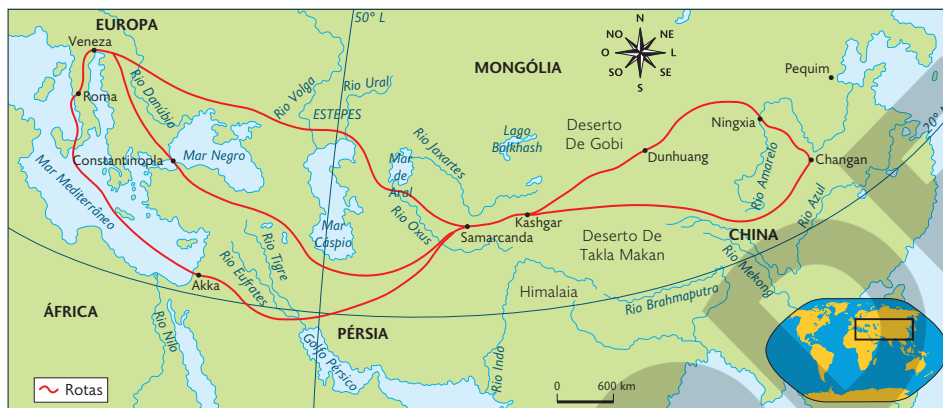 EUROPA
Veneza
Roma
Rio Danúbio
Constantinopla
Mar Negro
Mar Mediterrâneo
Akka
ÁFRICA
Rio Nilo
Rio Eufrates
Rio Tigre
PÉRSIA
Golfo Pérsico
50° L
Rio Volga
Rio Ural
ESTEPES
Mar
Cáspio
Mar
de
Aral
Rio Jaxartes
Rio Oxus
Lago
Balkhash
MONGÓLIA
N
NO
NE
O
L
SO
SE
S
Pequim
Deserto
De Gobi
Ningxia
Dunhuang
Changan
20° N
Rio Amarelo
Rio Azul
Samarcanda
Kashgar
Deserto De
Takla Makan
CHINA
Rio Mekong
Himalaia
Rio Brahmaputra
Rio Indo
Rotas
0
600 km